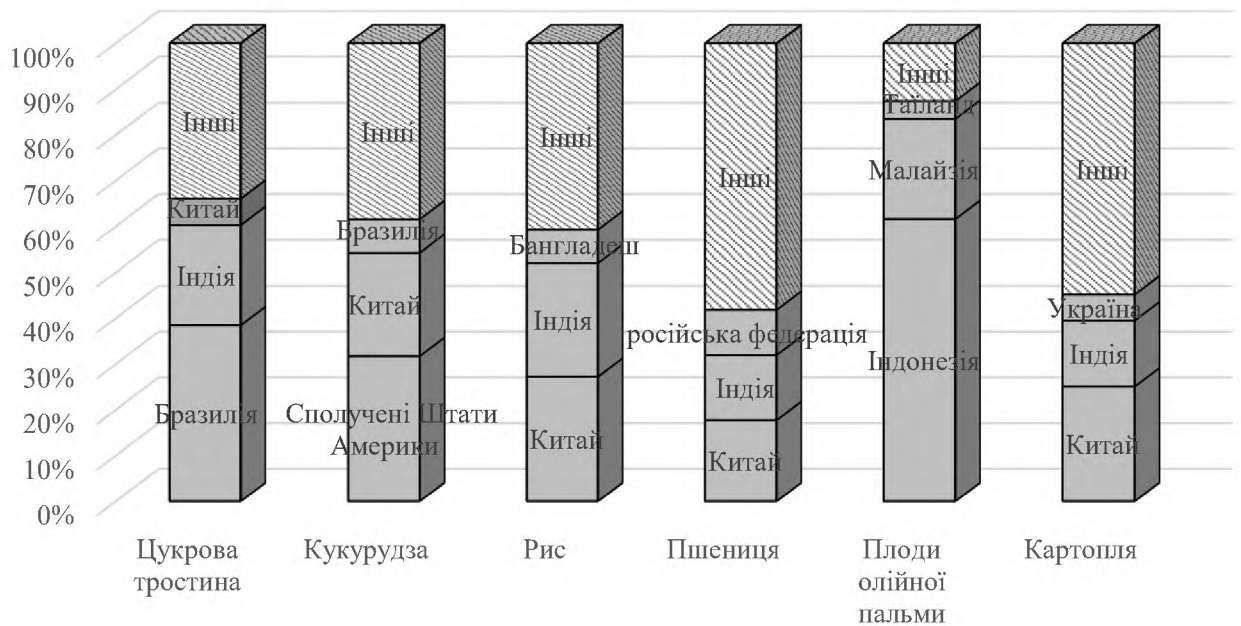 100%
90%
80%
70%
60%
50%
40%
30%
20%
10%
0%
Інші
Китай
Індія
Бразилія
Інші
Бразилія
Китай
Сполучені Штати
Америки
Інші
Бангладеш
Індія
Китай
Інші
російська федерація
Індія
Китай
Інші
Таїланд
Малайзія
Індонезія
Інші
Україна
Індія
Китай
Цукрова
тростина
Кукурудза
Рис
Пшениця
Плоди
олійної
пальми
Картопля